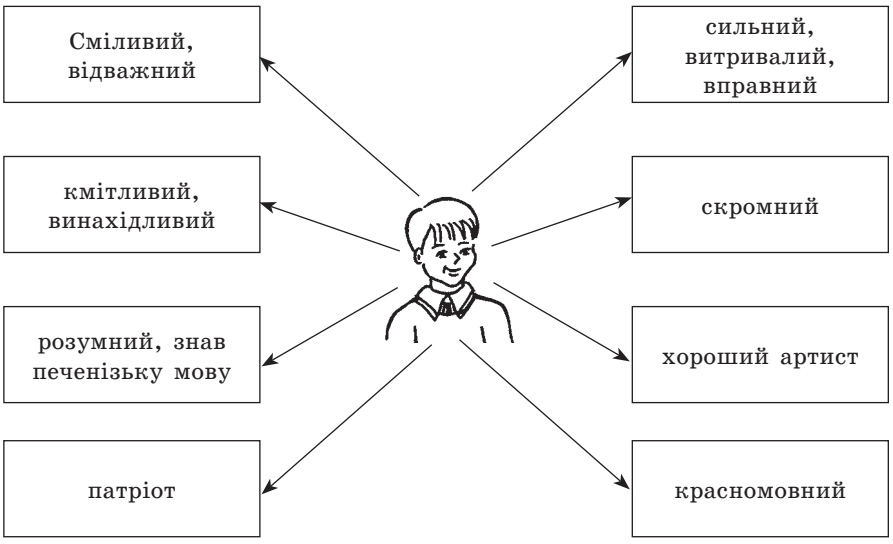 Сміливий,
відважний
кмітливий,
винахідливий
розумний, знав
печенізьку мову
патріот
сильний,
витривалий,
вправний
скромний
хороший артист
красномовний